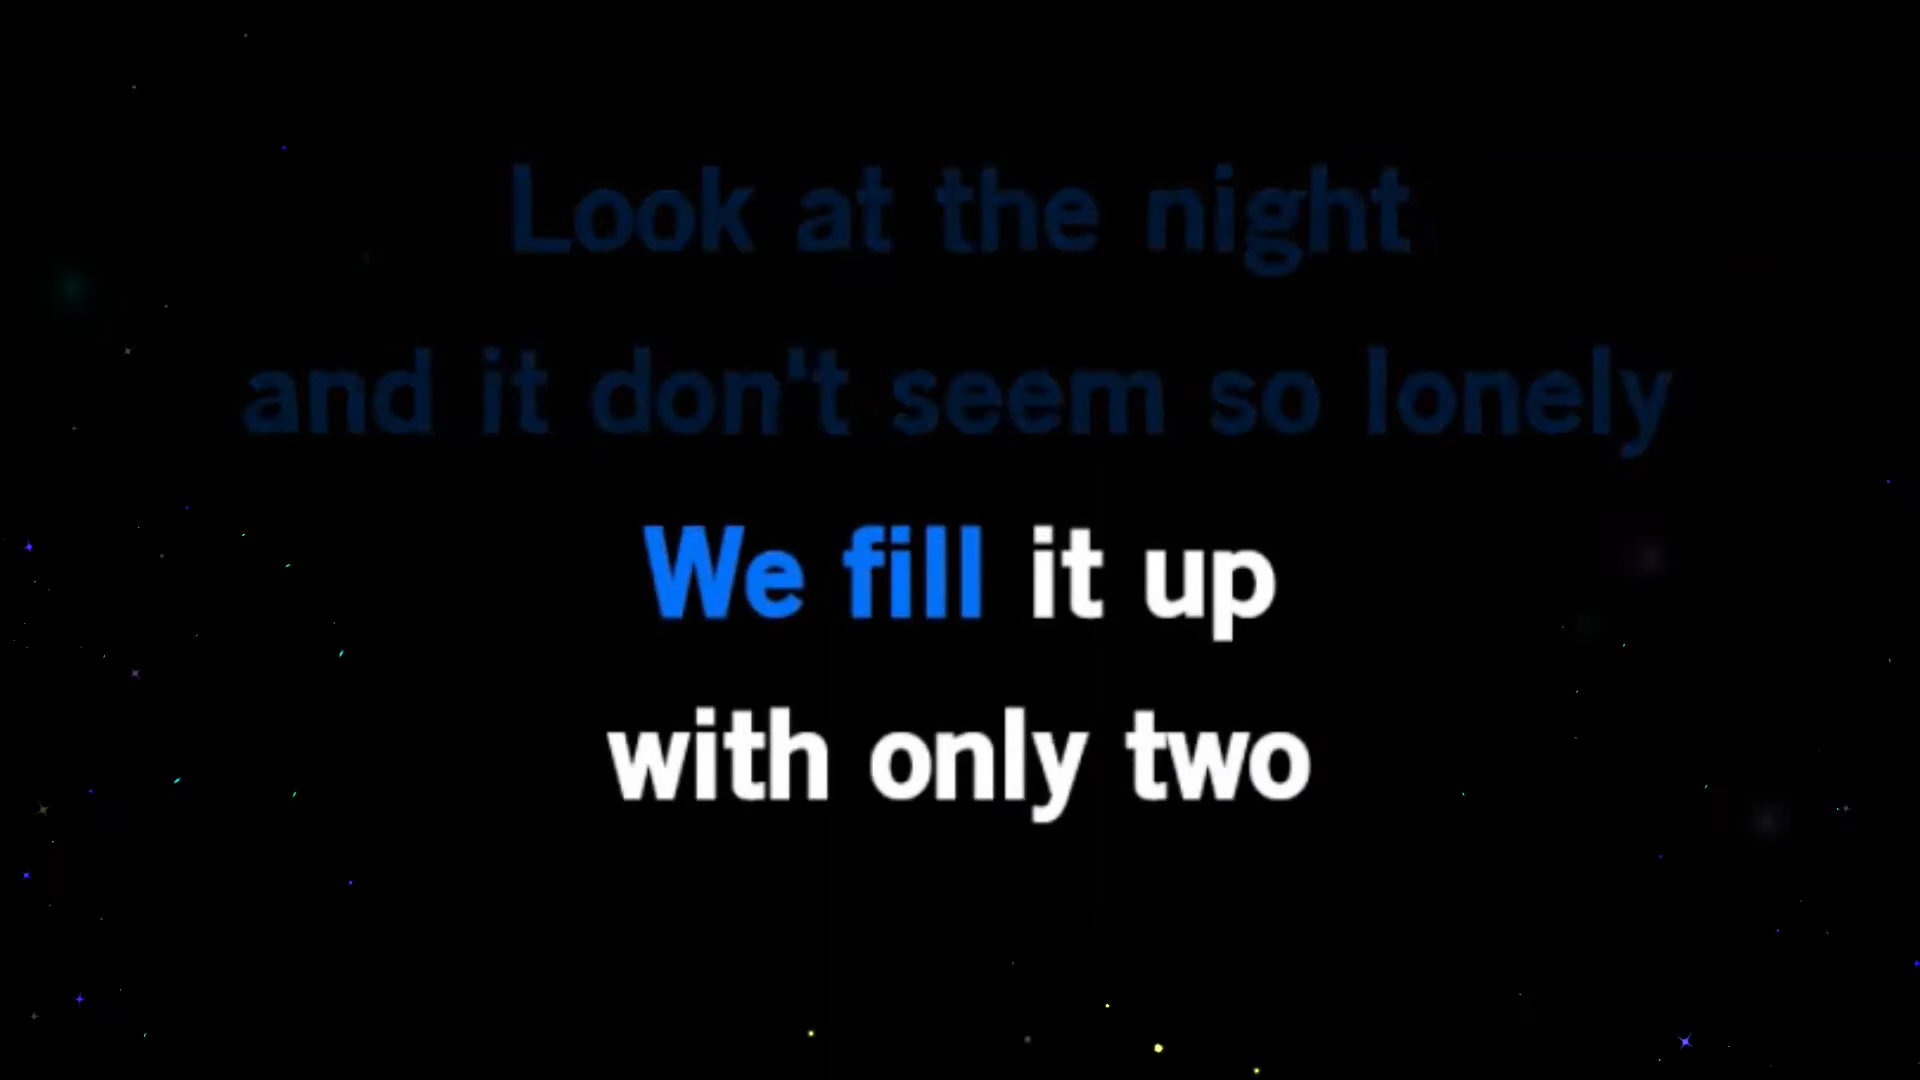 Look at the night
and it don't seem so lonely
We fill it up
with only two